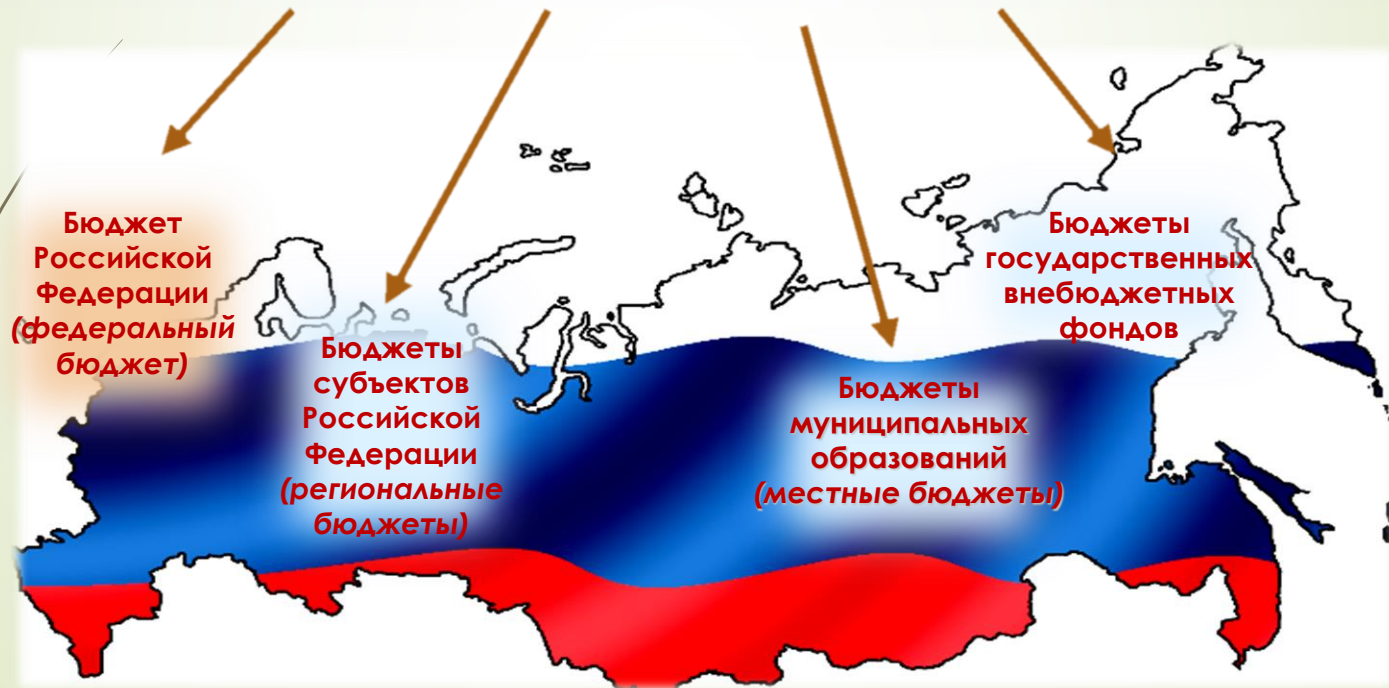 Бюджет
Российской
Федерации
(федеральный
бюджет)
Бюджеты
субъектов
Российской
Федерации
(региональные
бюджеты)
Бюджеты
муниципальных
образований
(местные бюджеты)
Бюджеты
государственных
внебюджетных
фондов